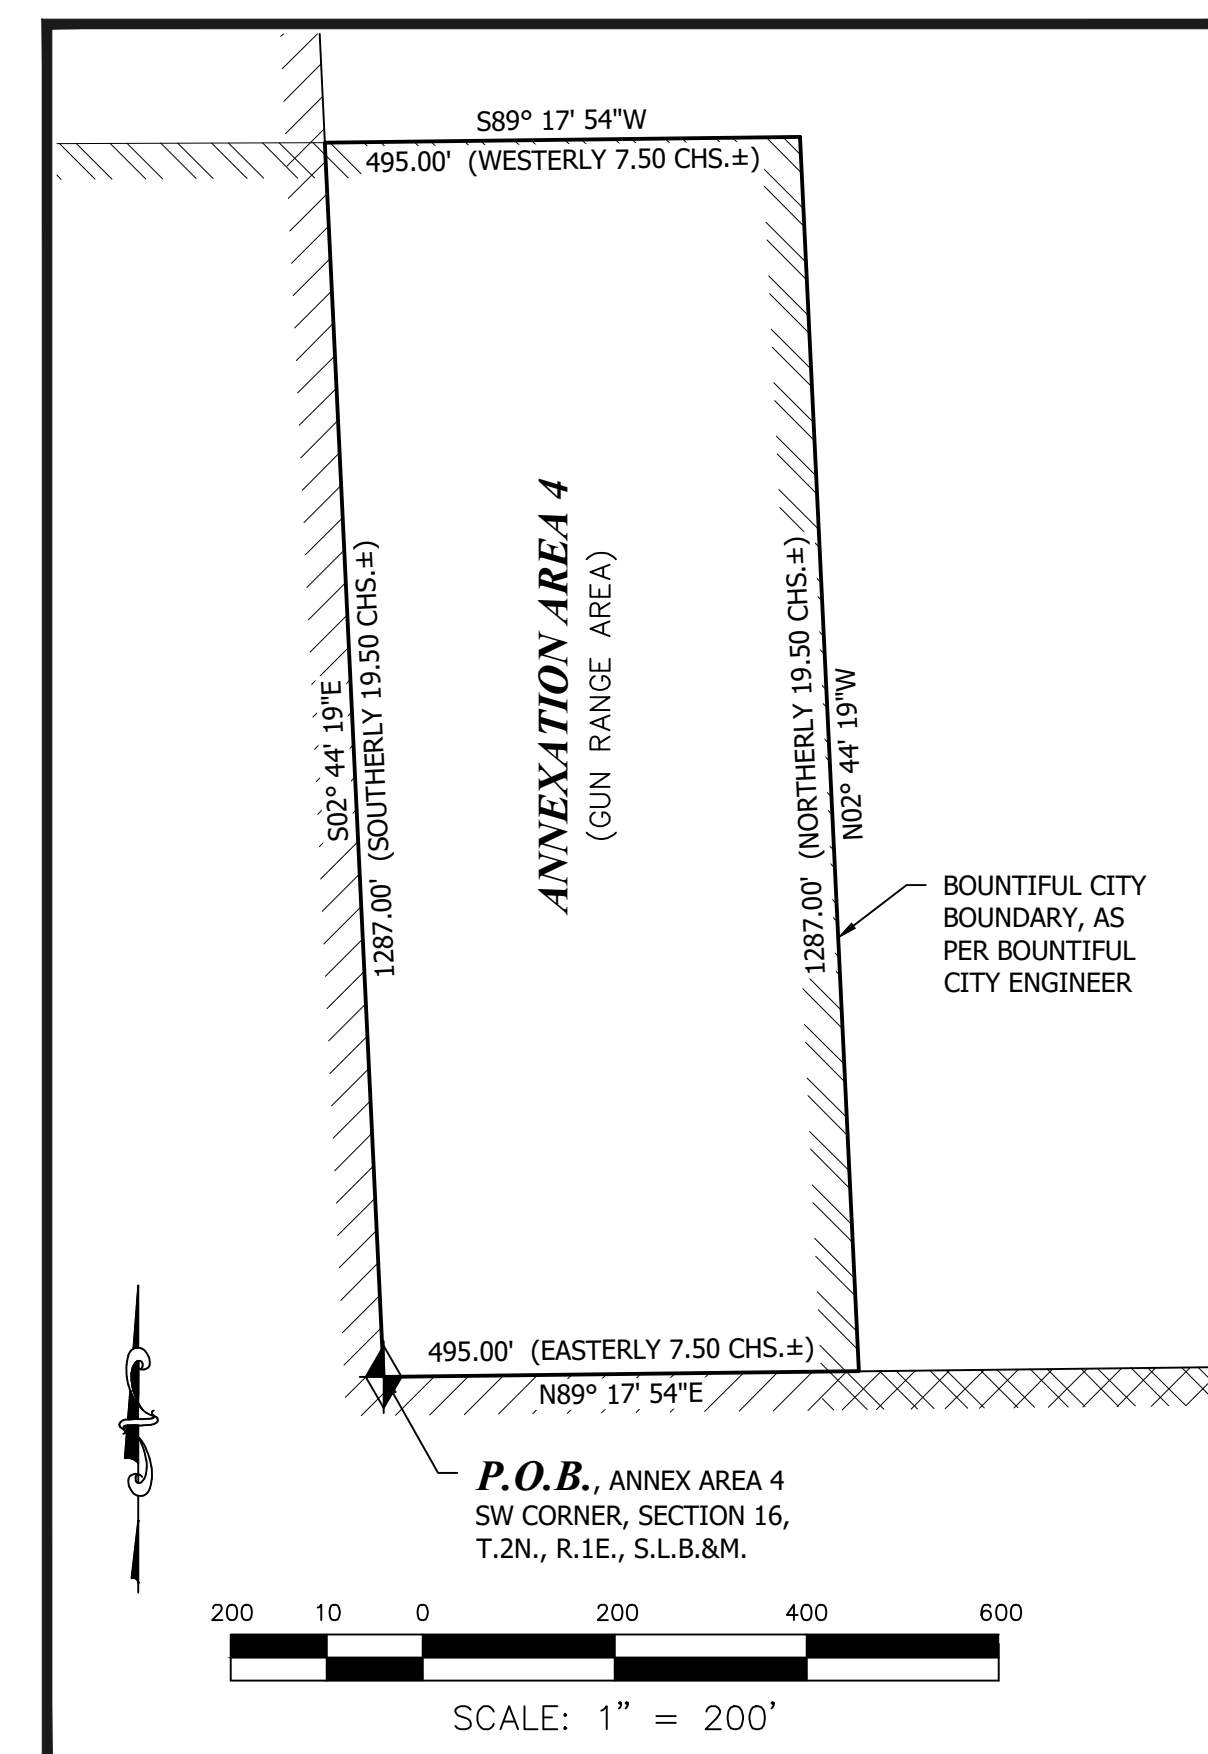 S89° 17' 54"W
495.00' (WESTERLY 7.50 CHS.±)
S02° 44' 19"E
1287.00' (SOUTHERLY 19.50 CHS.±)
ANNEXATION AREA 4
(GUN RANGE AREA)
1287.00' (NORTHERLY 19.50 CHS.±)
N02° 44' 19"W
BOUNTIFUL CITY
BOUNDARY, AS
PER BOUNTIFUL
CITY ENGINEER
495.00' (EASTERLY 7.50 CHS.±)
N89° 17' 54"E
P.O.B., ANNEX AREA 4
SW CORNER, SECTION 16,
T.2N., R.1E., S.L.B.&M.
200 10 0 200 400 600
SCALE: 1” = 200’